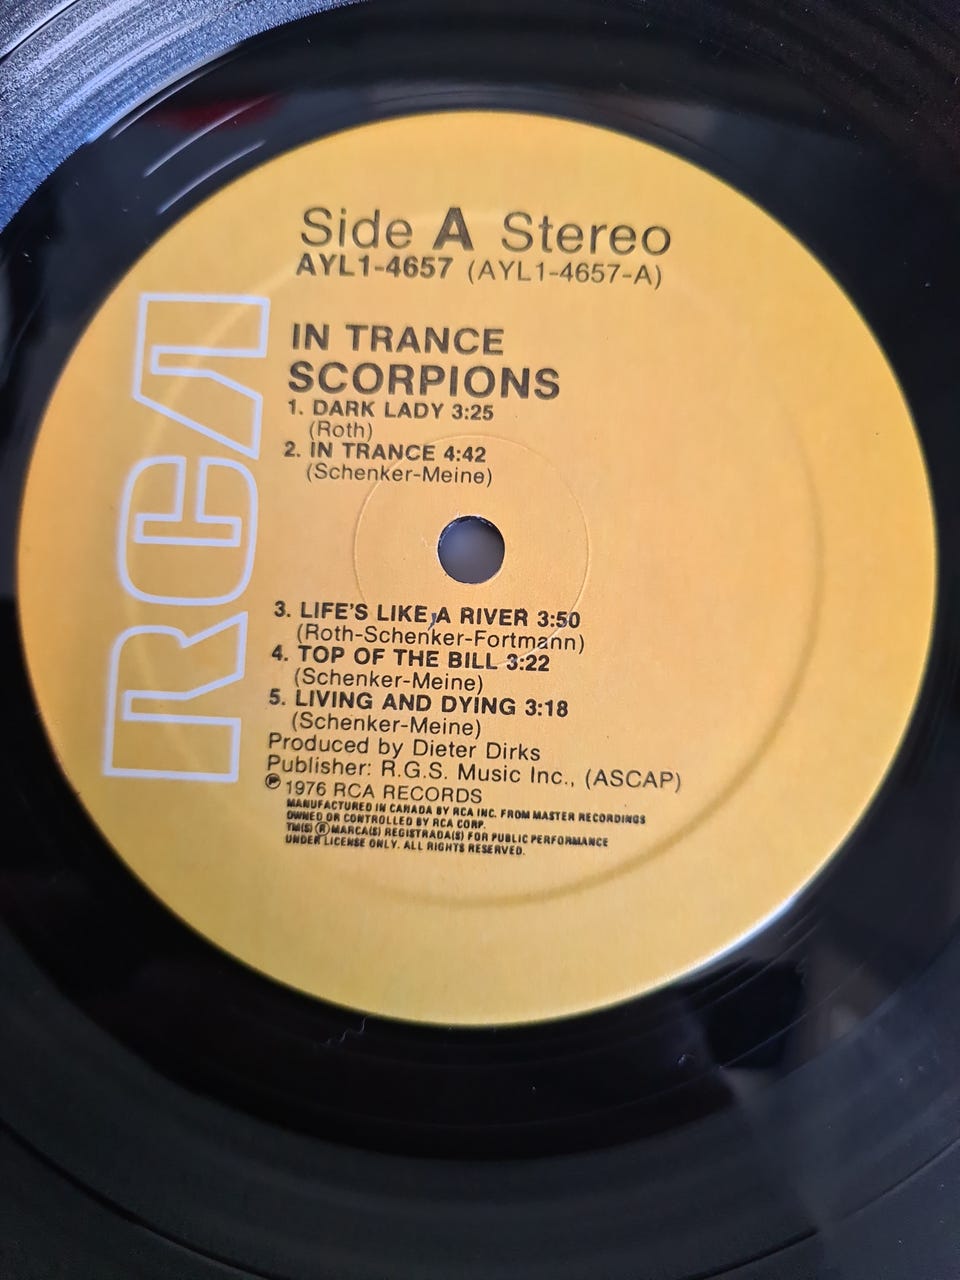 Side A Stereo
AYL1-4657 (AYL1-4657-A)
RCA
IN TRANCE
SCORPIONS
1. DARK LADY 3:25
(Roth)
2. IN TRANCE 4:42
(Schenker-Meine)
3. LIFE'S LIKE A RIVER 3:50
(Roth-Schenker-Fortmann)
4. TOP OF THE BILL 3:22
(Schenker-Meine)
5. LIVING AND DYING 3:18
(Schenker-Meine)
Produced by Dieter Dirks
Publisher: R.G.S. Music Inc., (ASCAP)
℗ 1976 RCA RECORDS
MANUFACTURED IN CANADA BY RCA INC. FROM MASTER RECORDINGS
OWNED OR CONTROLLED BY RCA CORP.
TM(S) ® MARCA(S) REGISTRADA(S) FOR PUBLIC PERFORMANCE
UNDER LICENSE ONLY. ALL RIGHTS RESERVED.